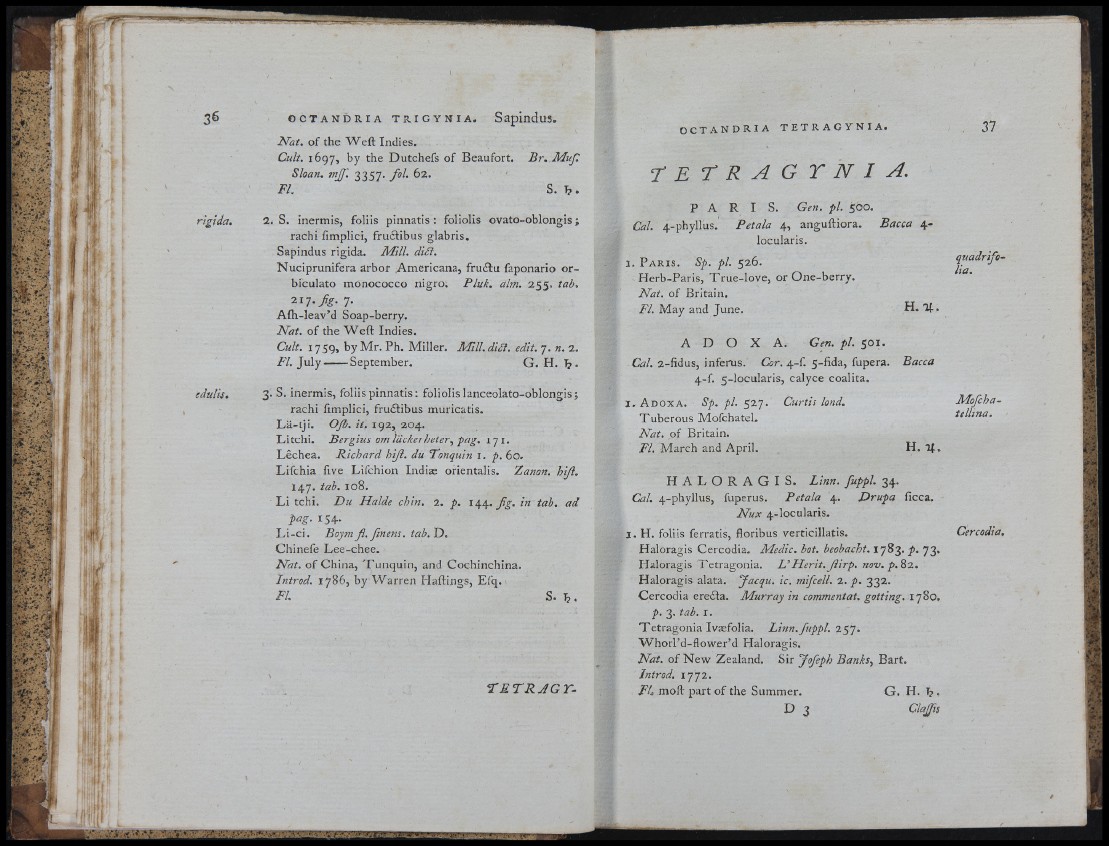 36 OCTANDRIA TRIGYNIA. Sapindus.
Nat. of the Weſt Indies.
Cult. 1697, by the Dutcheſs of Beaufort. Br. Muſ.
Sloan. mſſ. 3357. fol. 62.
Fl. S. ♄.
rigida. 2. S. inermis, foliis pinnatis: foliolis ovato-oblongis;
rachi ſimplici, fructibus glabris.
Sapindus rigida. Mill. dict.
Nuciprunifera arbor Americana, fructu ſaponario or-
biculato monococco nigro. Pluk. alm. 255. tab.
217. fig. 7.
Aſh-leav'd Soap-berry.
Nat. of the Weſt Indies.
Cult. 1759, by Mr. Ph. Miller. Mill. dict. edit. 7. n. 2.
Fl. July——September. G. H. ♄.
edulis. 3. S. inermis, foliis pinnatis: foliolis lanceolato-oblongis;
rachi ſimplici, fructibus muricatis.
Lü-tji. Oſb. it. 192, 204.
Litchi. Bergius om läckerheter, pag. 171.
Lêchea. Richard hiſt. du Tonquin 1. p. 60.
Liſchia ſive Liſchion Indiæ orientalis. Zanon. hiſt.
147. tab. 108.
Li tchi. Du Halde chin. 2. p. 144. fig. in tab. ad
pag. 154.
Li-ci. Boym fl. ſinens. tab. D.
Chineſe Lee-chee.
Nat. of China, Tunquin, and Cochinchina.
Introd. 1786, by Warren Haſtings, Eſq.
Fl. S. ♄.
TETRAGY-
OCTANDRIA TETRAGYNIA. 37
TETRAGYNIA.
PARIS. Gen. pl. 500.
Cal. 4-phyllus. Petala 4, anguſtiora. Bacca 4-
locularis.
1. PARIS. Sp. pl. 526. quadrifo-
lia.
Herb-Paris, True-love, or One-berry.
Nat. of Britain.
Fl. May and June. H. ♃.
ADOXA. Gen. pl. 501.
Cal. 2-fidus, inferus. Cor. 4-ſ. 5-fida, ſupera. Bacca
4-ſ. 5-locularis, calyce coalita.
1. ADOXA. Sp. pl. 527. Curtis lond. Moſcha-
tellina.
Tuberous Moſchatel.
Nat. of Britain.
Fl. March and April. H. ♃.
HALORAGIS. Linn. ſuppl. 34.
Cal. 4-phyllus, ſuperus. Petala 4. Drupa ſicca.
Nux 4-locularis.
1. H. foliis ſerratis, floribus verticillatis. Cercodia.
Haloragis Cercodia. Medic. bot. beobacht. 1783. p. 73.
Haloragis Tetragonia. L'Herit. ſtirp. nov. p. 82.
Haloragis alata. Jacqu. ic. miſcell. 2. p. 332.
Cercodia erecta. Murray in commentat. gotting. 1780.
p. 3. tab. 1.
Tetragonia Ivæfolia. Linn. ſuppl. 257.
Whorl'd-flower'd Haloragis.
Nat. of New Zealand. Sir Joſeph Banks, Bart.
Introd. 1772.
Fl. moſt part of the Summer. G. H. ♄.
D 3 Claſſis